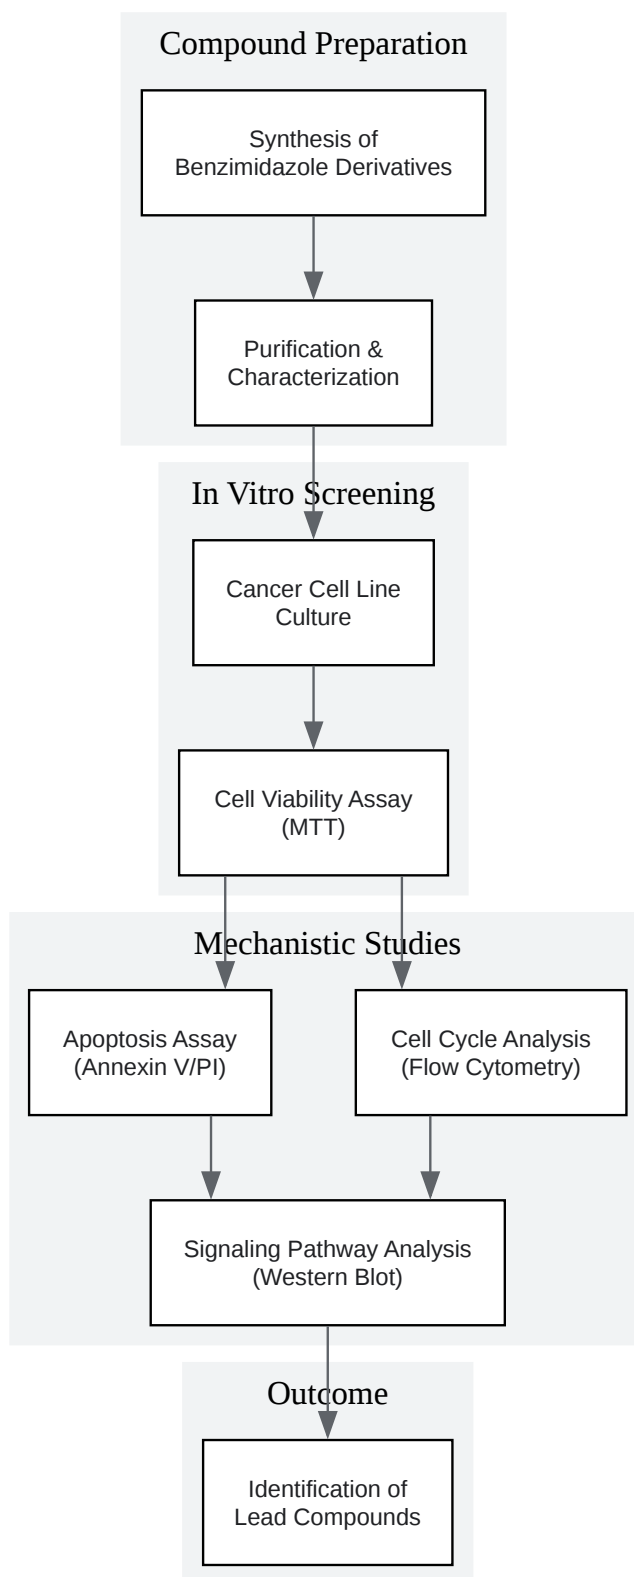 Compound Preparation
Synthesis of
Benzimidazole Derivatives
Purification &
Characterization
In Vitro Screening
Cancer Cell Line
Culture
Cell Viability Assay
(MTT)
Mechanistic Studies
Apoptosis Assay
(Annexin V/PI)
Cell Cycle Analysis
(Flow Cytometry)
Signaling Pathway Analysis
(Western Blot)
Outcome
Identification of
Lead Compounds